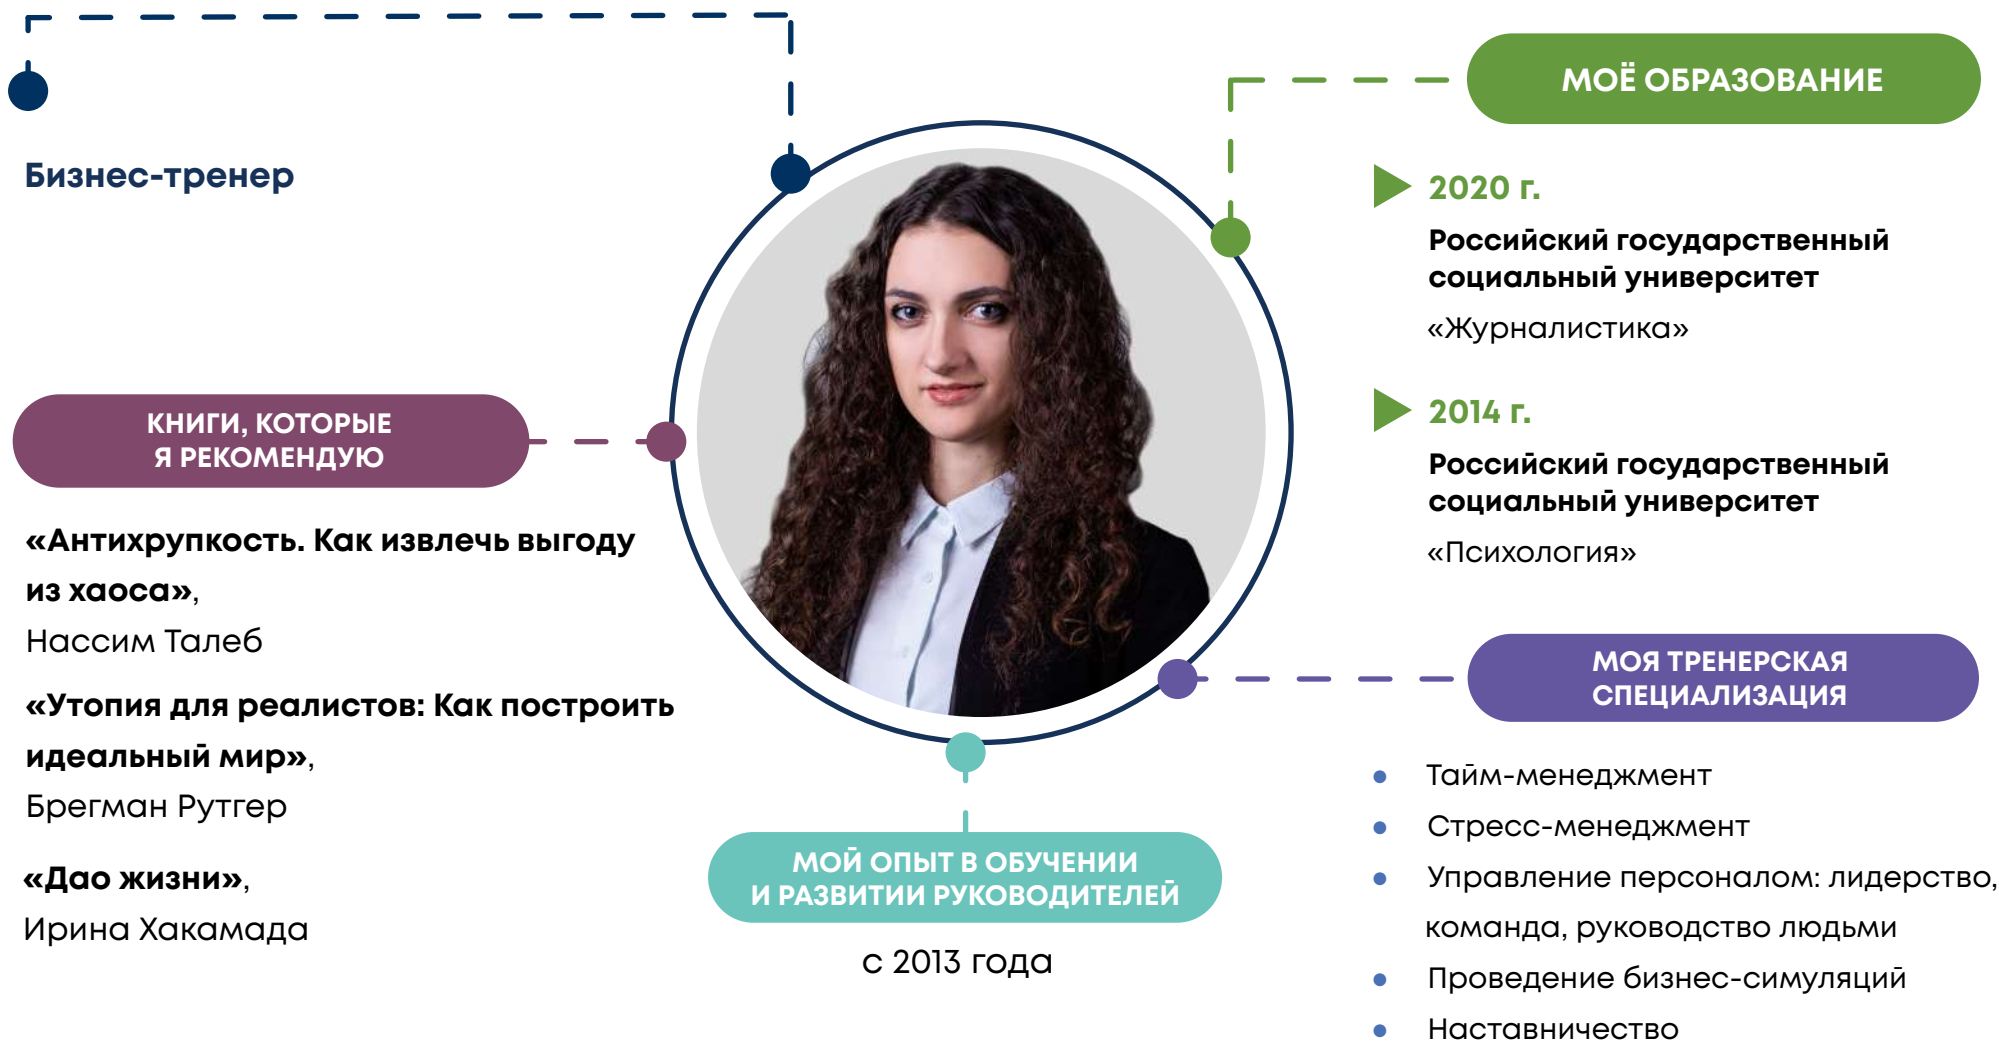 Бизнес-тренер
КНИГИ, КОТОРЫЕ
Я РЕКОМЕНДУЮ
«Антихрупкость. Как извлечь выгоду
из хаоса»,
Нассим Талеб
«Утопия для реалистов: Как построить
идеальный мир»,
Брегман Рутгер
«Дао жизни»,
Ирина Хакамада
МОЙ ОПЫТ В ОБУЧЕНИИ
И РАЗВИТИИ РУКОВОДИТЕЛЕЙ
с 2013 года
МОЁ ОБРАЗОВАНИЕ
2020 г.
Российский государственный
социальный университет
«Журналистика»
2014 г.
Российский государственный
социальный университет
«Психология»
МОЯ ТРЕНЕРСКАЯ
СПЕЦИАЛИЗАЦИЯ
• Тайм-менеджмент
• Стресс-менеджмент
• Управление персоналом: лидерство,
команда, руководство людьми
• Проведение бизнес-симуляций
• Наставничество